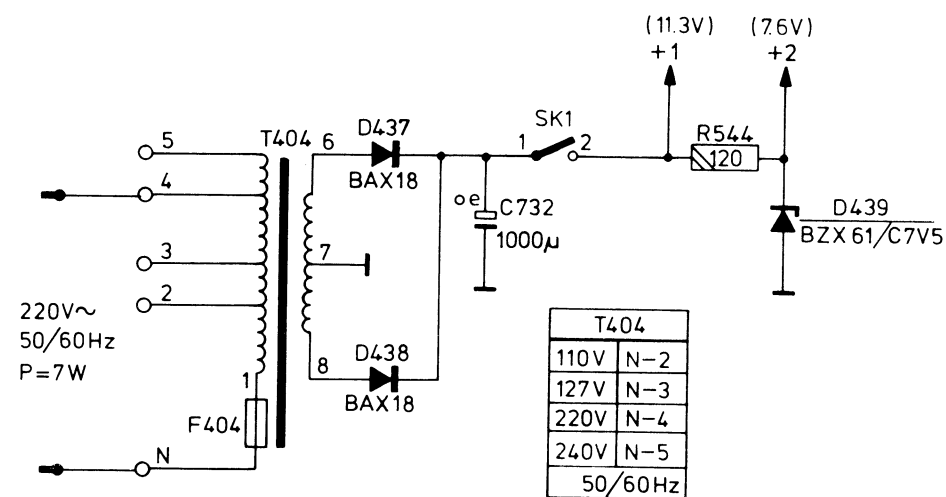 (11.3V)
+1
(7.6V)
+2
5
T404
6
D437
BAX18
SK1
1
2
R544
120
4
o e
C732
1000µ
D439
BZX 61/C7V5
3
7
2
220V~
50/60Hz
P=7W
1
8
D438
BAX18
F404
N
T404
110V N-2
127V N-3
220V N-4
240V N-5
50/60Hz